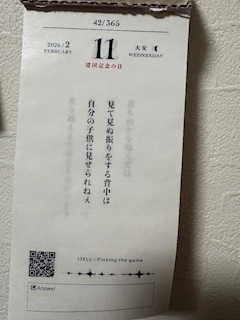 42/365
2026/2
FEBRUARY
11
大安
WEDNESDAY
建国記念の日
見て見ぬ振りをする背中は
自分の子供に見せられねぇ
Playing the game
Answer